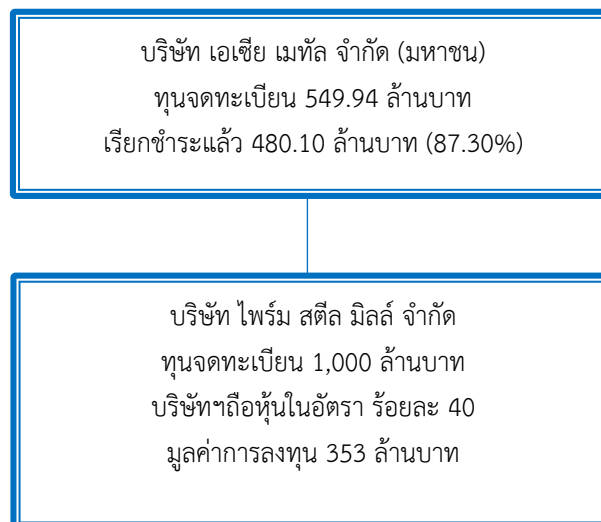 บริษัท เอเซีย เมทัล จำกัด (มหาชน)
ทุนจดทะเบียน 549.94 ล้านบาท
เรียกชำระแล้ว 480.10 ล้านบาท (87.30%)
บริษัท ไพร์ม สตีล มิลล์ จำกัด
ทุนจดทะเบียน 1,000 ล้านบาท
บริษัทฯถือหุ้นในอัตรา ร้อยละ 40
มูลค่าการลงทุน 353 ล้านบาท